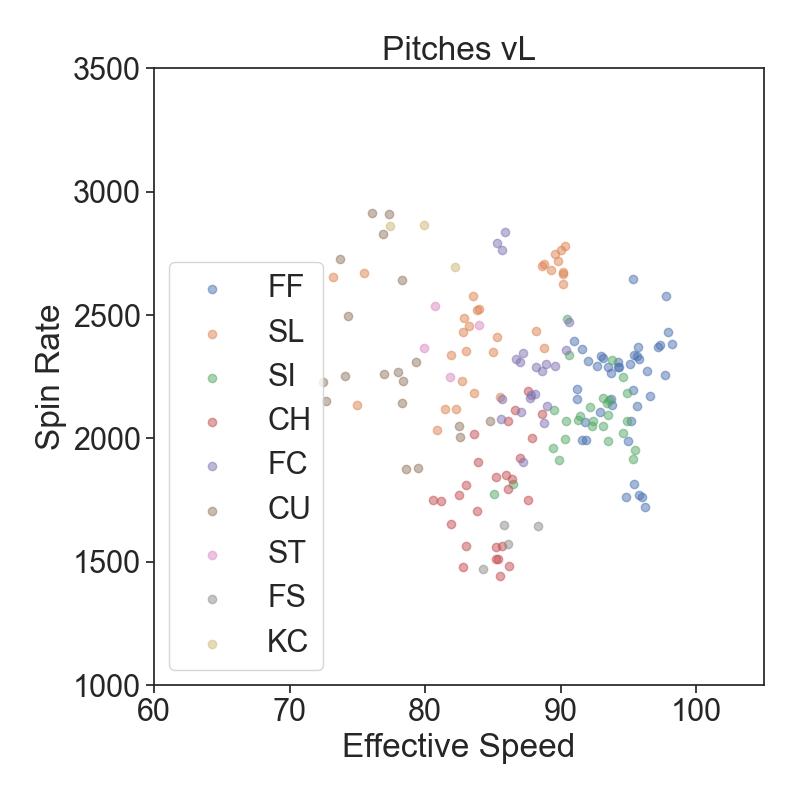 Pitches vL
3500
3000
2500
2000
1500
1000
Spin Rate
FF
SL
SI
CH
FC
CU
ST
FS
KC
60 70 80 90 100
Effective Speed